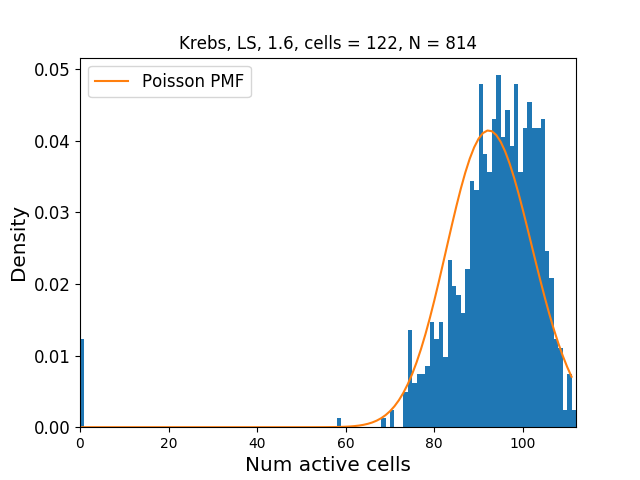 Krebs, LS, 1.6, cells = 122, N = 814
Poisson PMF
0.05
0.04
0.03
0.02
0.01
0.00
Density
0 20 40 60 80 100
Num active cells